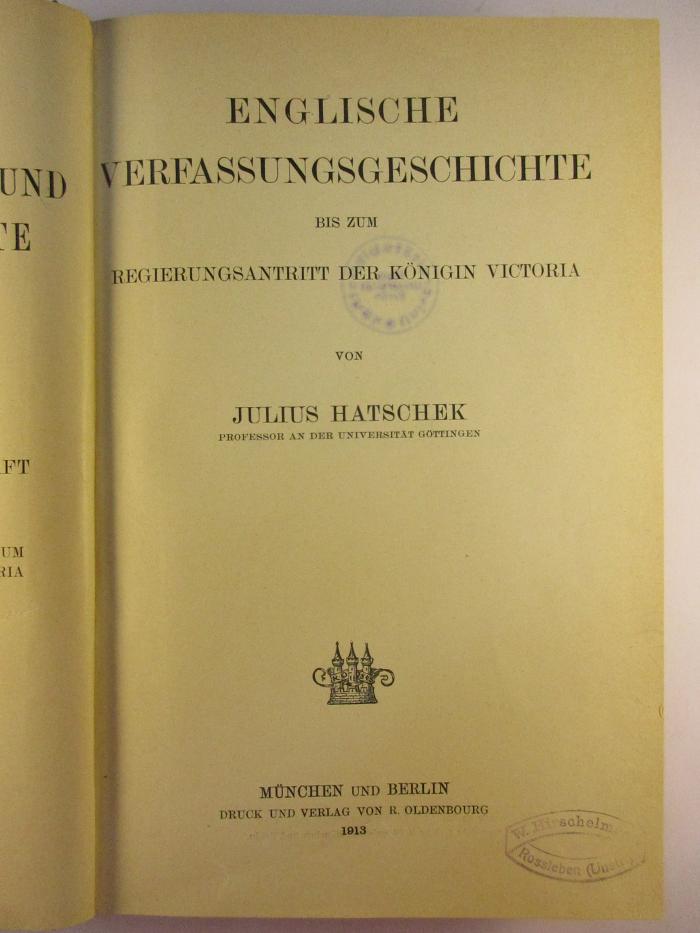 UND
TE
AFT
UM
RIA
ENGLISCHE
VERFASSUNGSGESCHICHTE
BIS ZUM
REGIERUNGSANTRITT DER KÖNIGIN VICTORIA
VON
JULIUS HATSCHEK
PROFESSOR AN DER UNIVERSITÄT GÖTTINGEN
MÜNCHEN UND BERLIN
DRUCK UND VERLAG VON R. OLDENBOURG
1913
W.
Rossleben